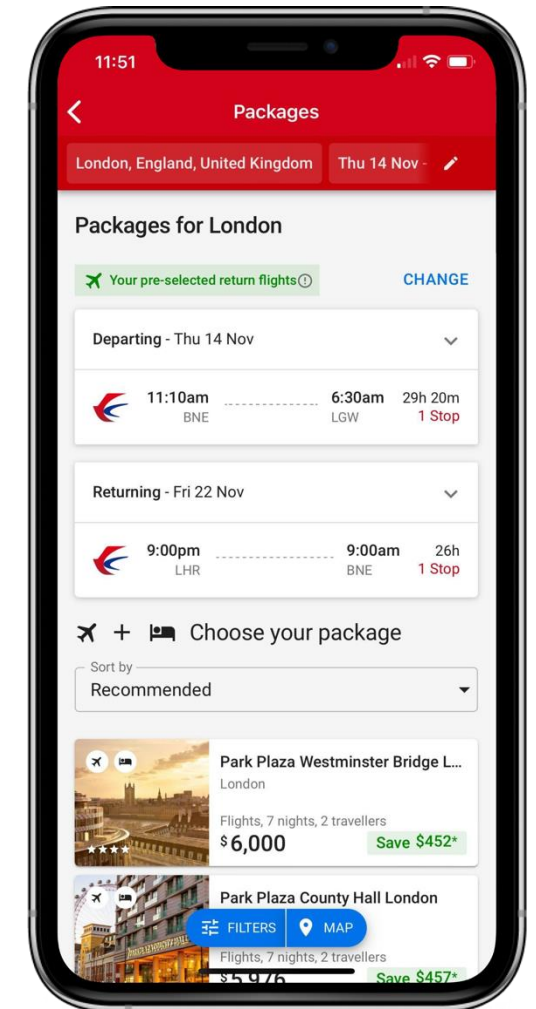 11:51
Packages
London, England, United Kingdom Thu 14 Nov -
Packages for London
Your pre-selected return flights CHANGE
Departing - Thu 14 Nov
11:10am 6:30am 29h 20m
BNE LGW 1 Stop
Returning - Fri 22 Nov
9:00pm 9:00am 26h
LHR BNE 1 Stop
+ Choose your package
Sort by
Recommended
Park Plaza Westminster Bridge L...
London
Flights, 7 nights, 2 travellers
$6,000 Save $452*
Park Plaza County Hall London
FILTERS MAP
Flights, 7 nights, 2 travellers
$5,976 Save $457*